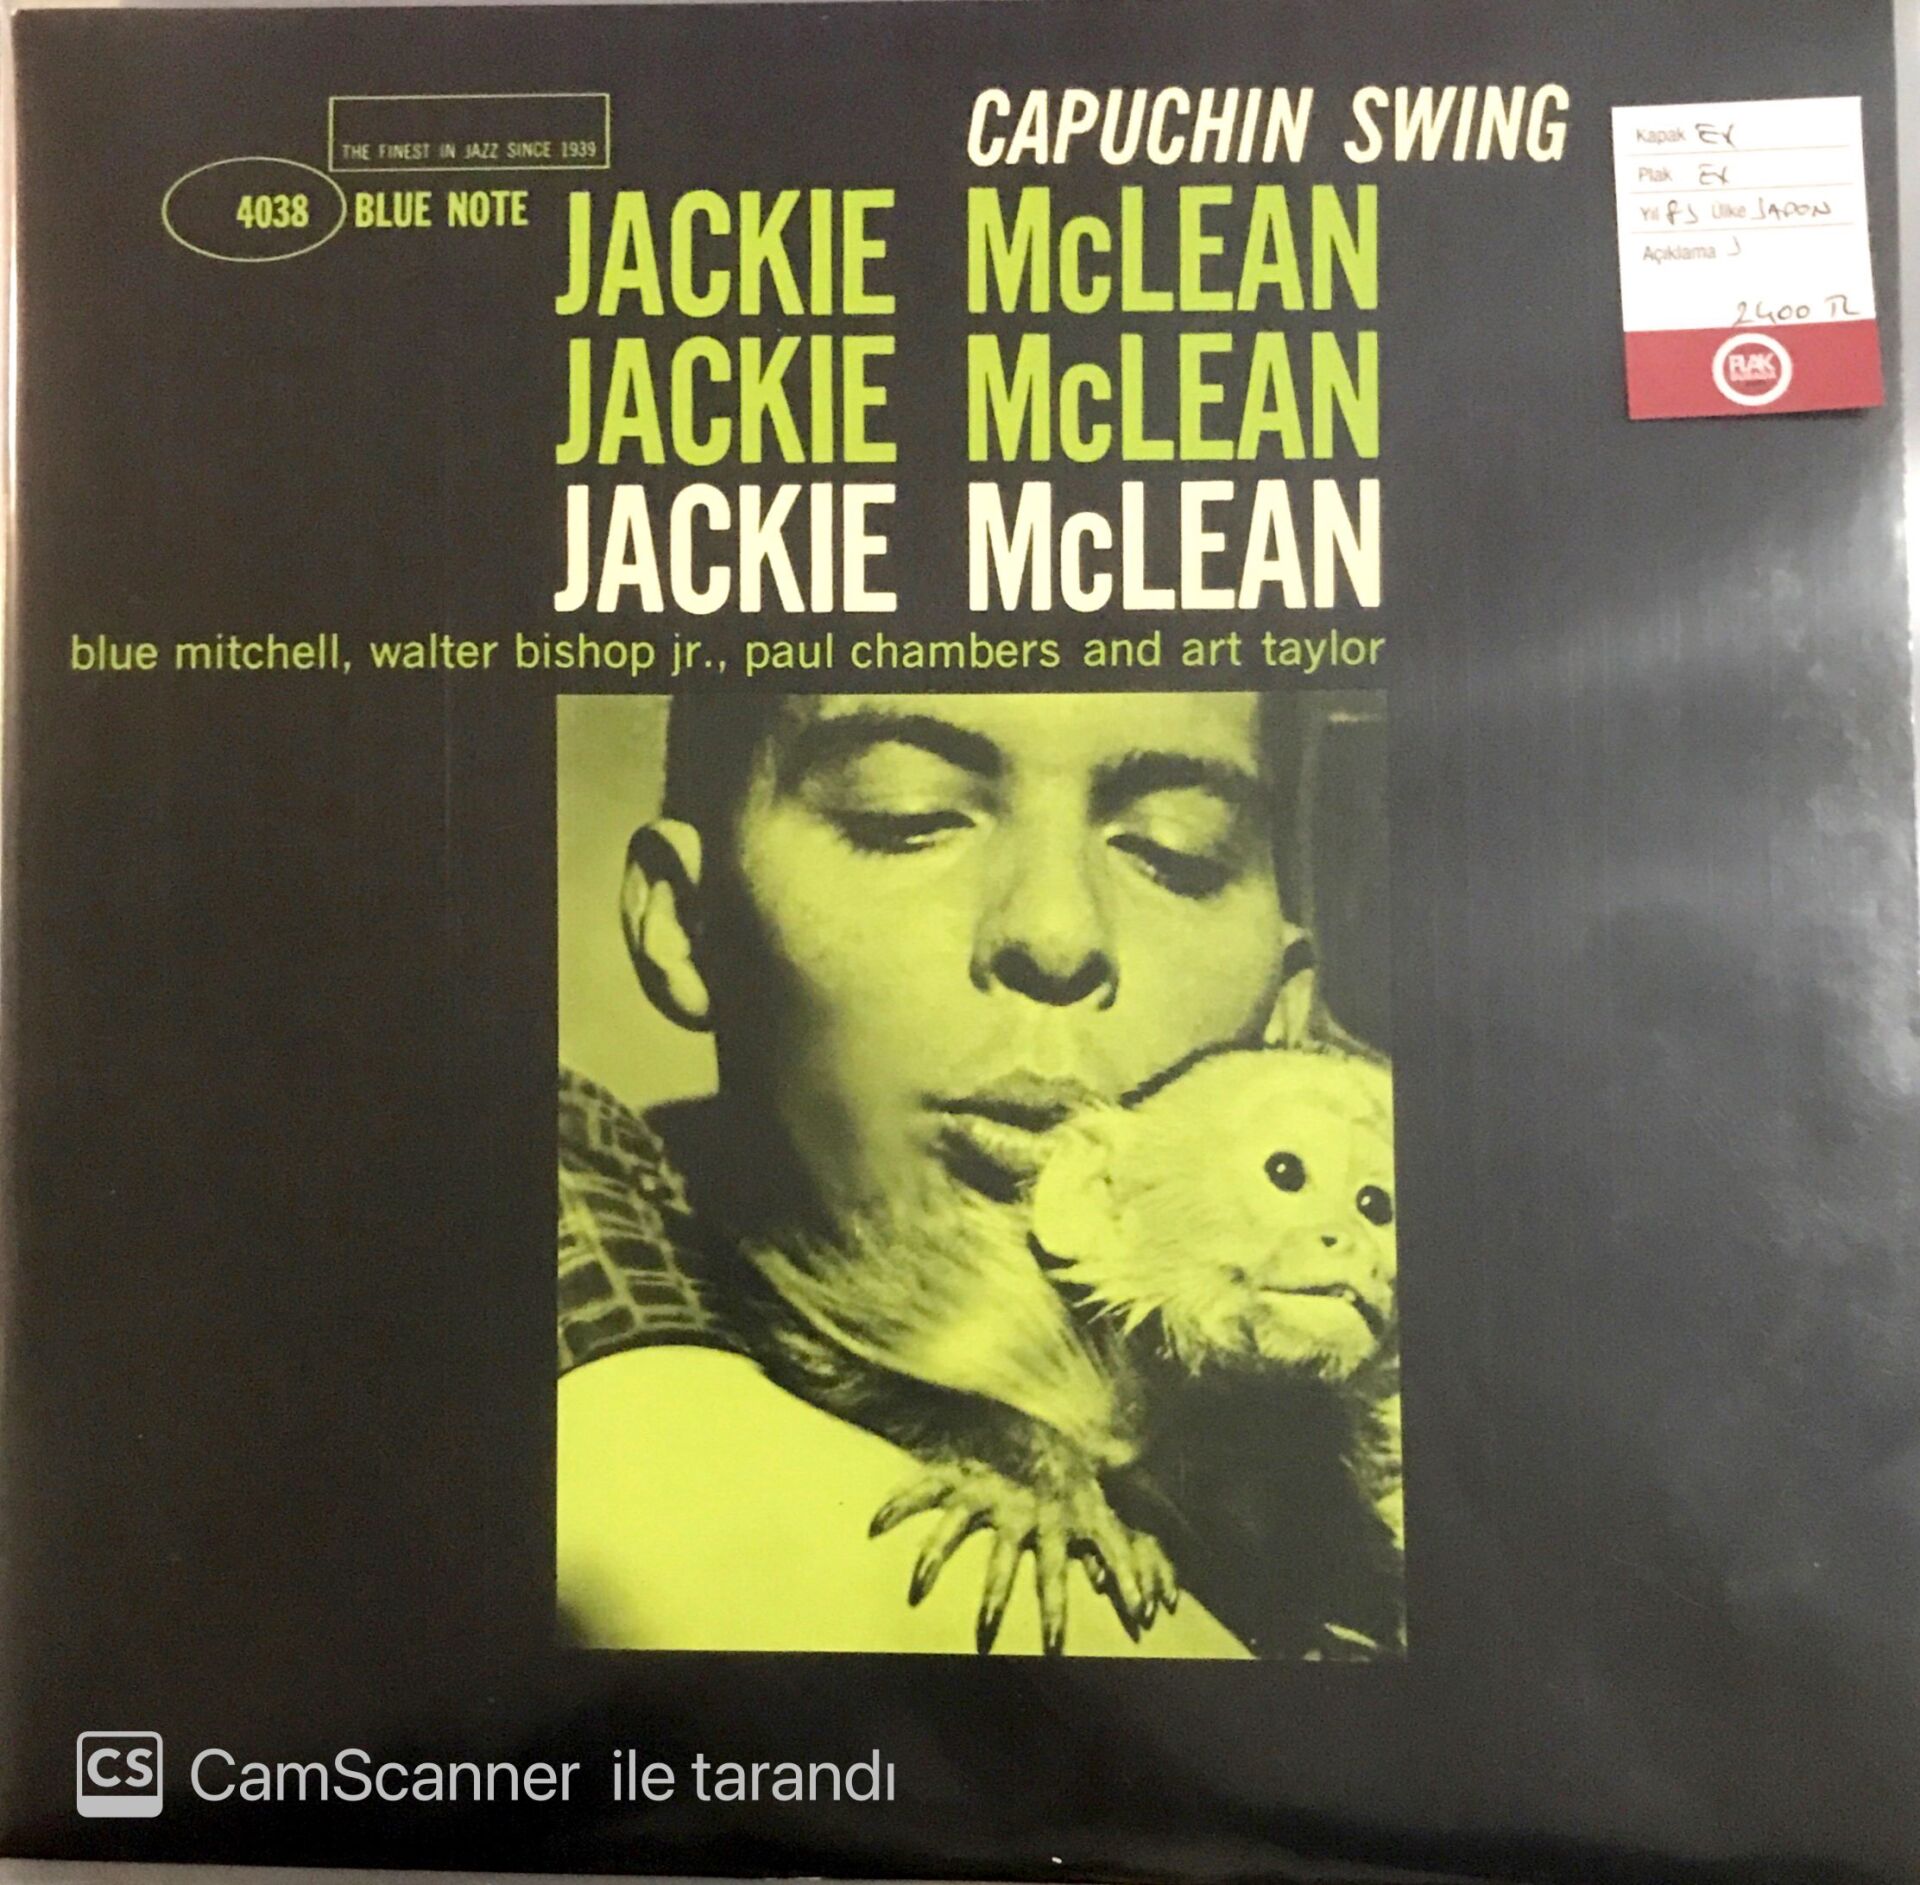 CAPUCHIN SWING
THE FINEST IN JAZZ SINCE 1939
4038 BLUE NOTE
JACKIE McLEAN
JACKIE McLEAN
JACKIE McLEAN
blue mitchell, walter bishop jr., paul chambers and art taylor
Kapak EX
Plak EX
Yıl Ülke JAPON
Açıklama J
2400 TL
PLAK
CS CamScanner ile tarandı